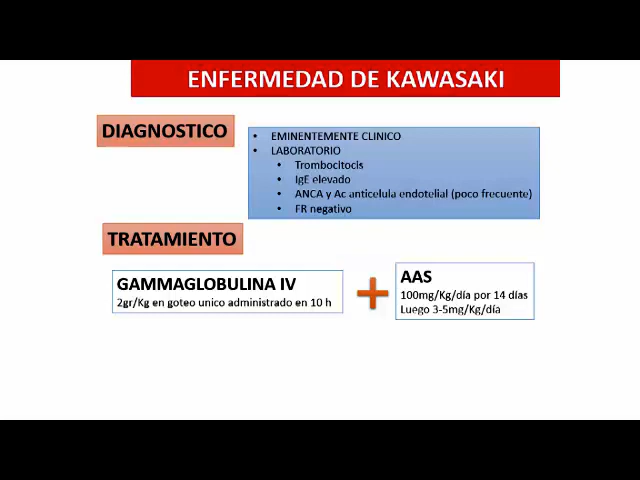 ENFERMEDAD DE KAWASAKI
DIAGNOSTICO
• EMINENTEMENTE CLINICO
• LABORATORIO
• Trombocitocis
• IgE elevado
• ANCA y Ac anticelula endotelial (poco frecuente)
• FR negativo
TRATAMIENTO
GAMMAGLOBULINA IV
2gr/Kg en goteo unico administrado en 10 h
+
AAS
100mg/Kg/día por 14 días
Luego 3-5mg/Kg/día